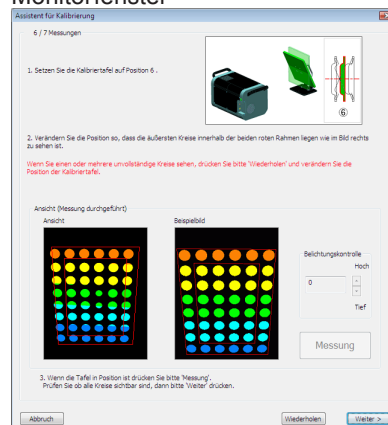 Monitorfenster
Assistent für Kalibrierung
6 / 7 Messungen
1. Setzen Sie die Kalibriertafel auf Position 6 .
⑥
2. Verändern Sie die Position so, dass die äußersten Kreise innerhalb der beiden roten Rahmen liegen wie im Bild rechts
zu sehen ist.
Wenn Sie einen oder mehrere unvollständige Kreise sehen, drücken Sie bitte 'Wiederholen' und verändern Sie die
Position der Kalibriertafel.
Ansicht (Messung durchgeführt)
Ansicht
Beispielbild
Belichtungskontrolle
Hoch
0
Tief
Messung
3. Wenn die Tafel in Position ist drücken Sie bitte 'Messung'.
Prüfen Sie ob alle Kreise sichtbar sind, dann bitte 'Weiter' drücken.
Abbruch
Wiederholen
Weiter >